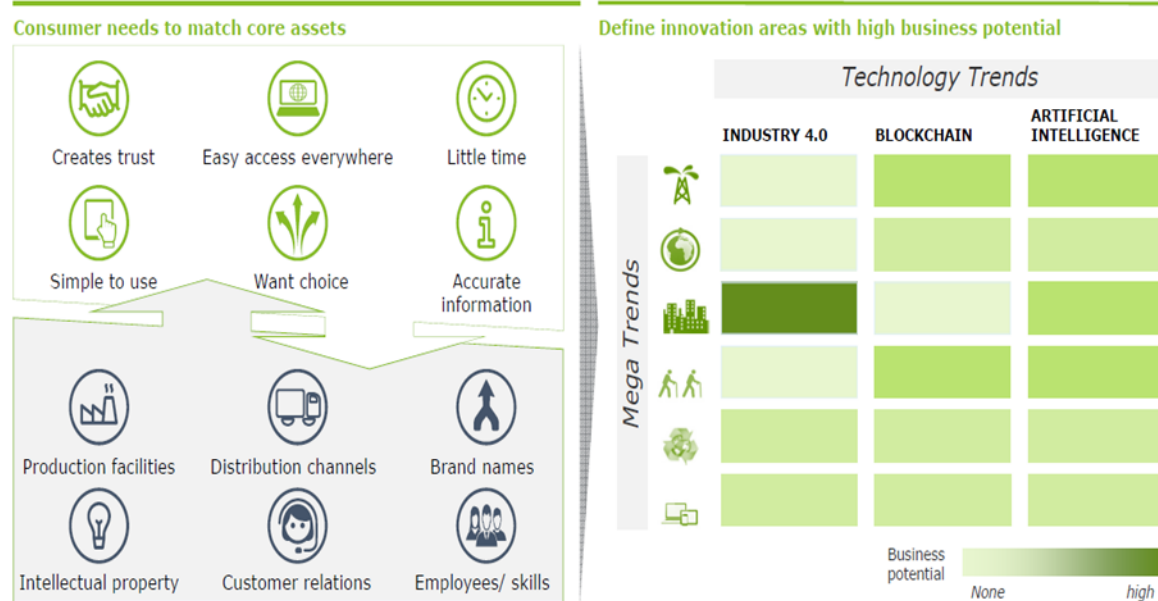 Consumer needs to match core assets
Creates trust
Easy access everywhere
Little time
Simple to use
Want choice
Accurate
information
Production facilities
Distribution channels
Brand names
Intellectual property
Customer relations
Employees/ skills
Define innovation areas with high business potential
Technology Trends
INDUSTRY 4.0
BLOCKCHAIN
ARTIFICIAL
INTELLIGENCE
Mega Trends
Business
potential
None
high